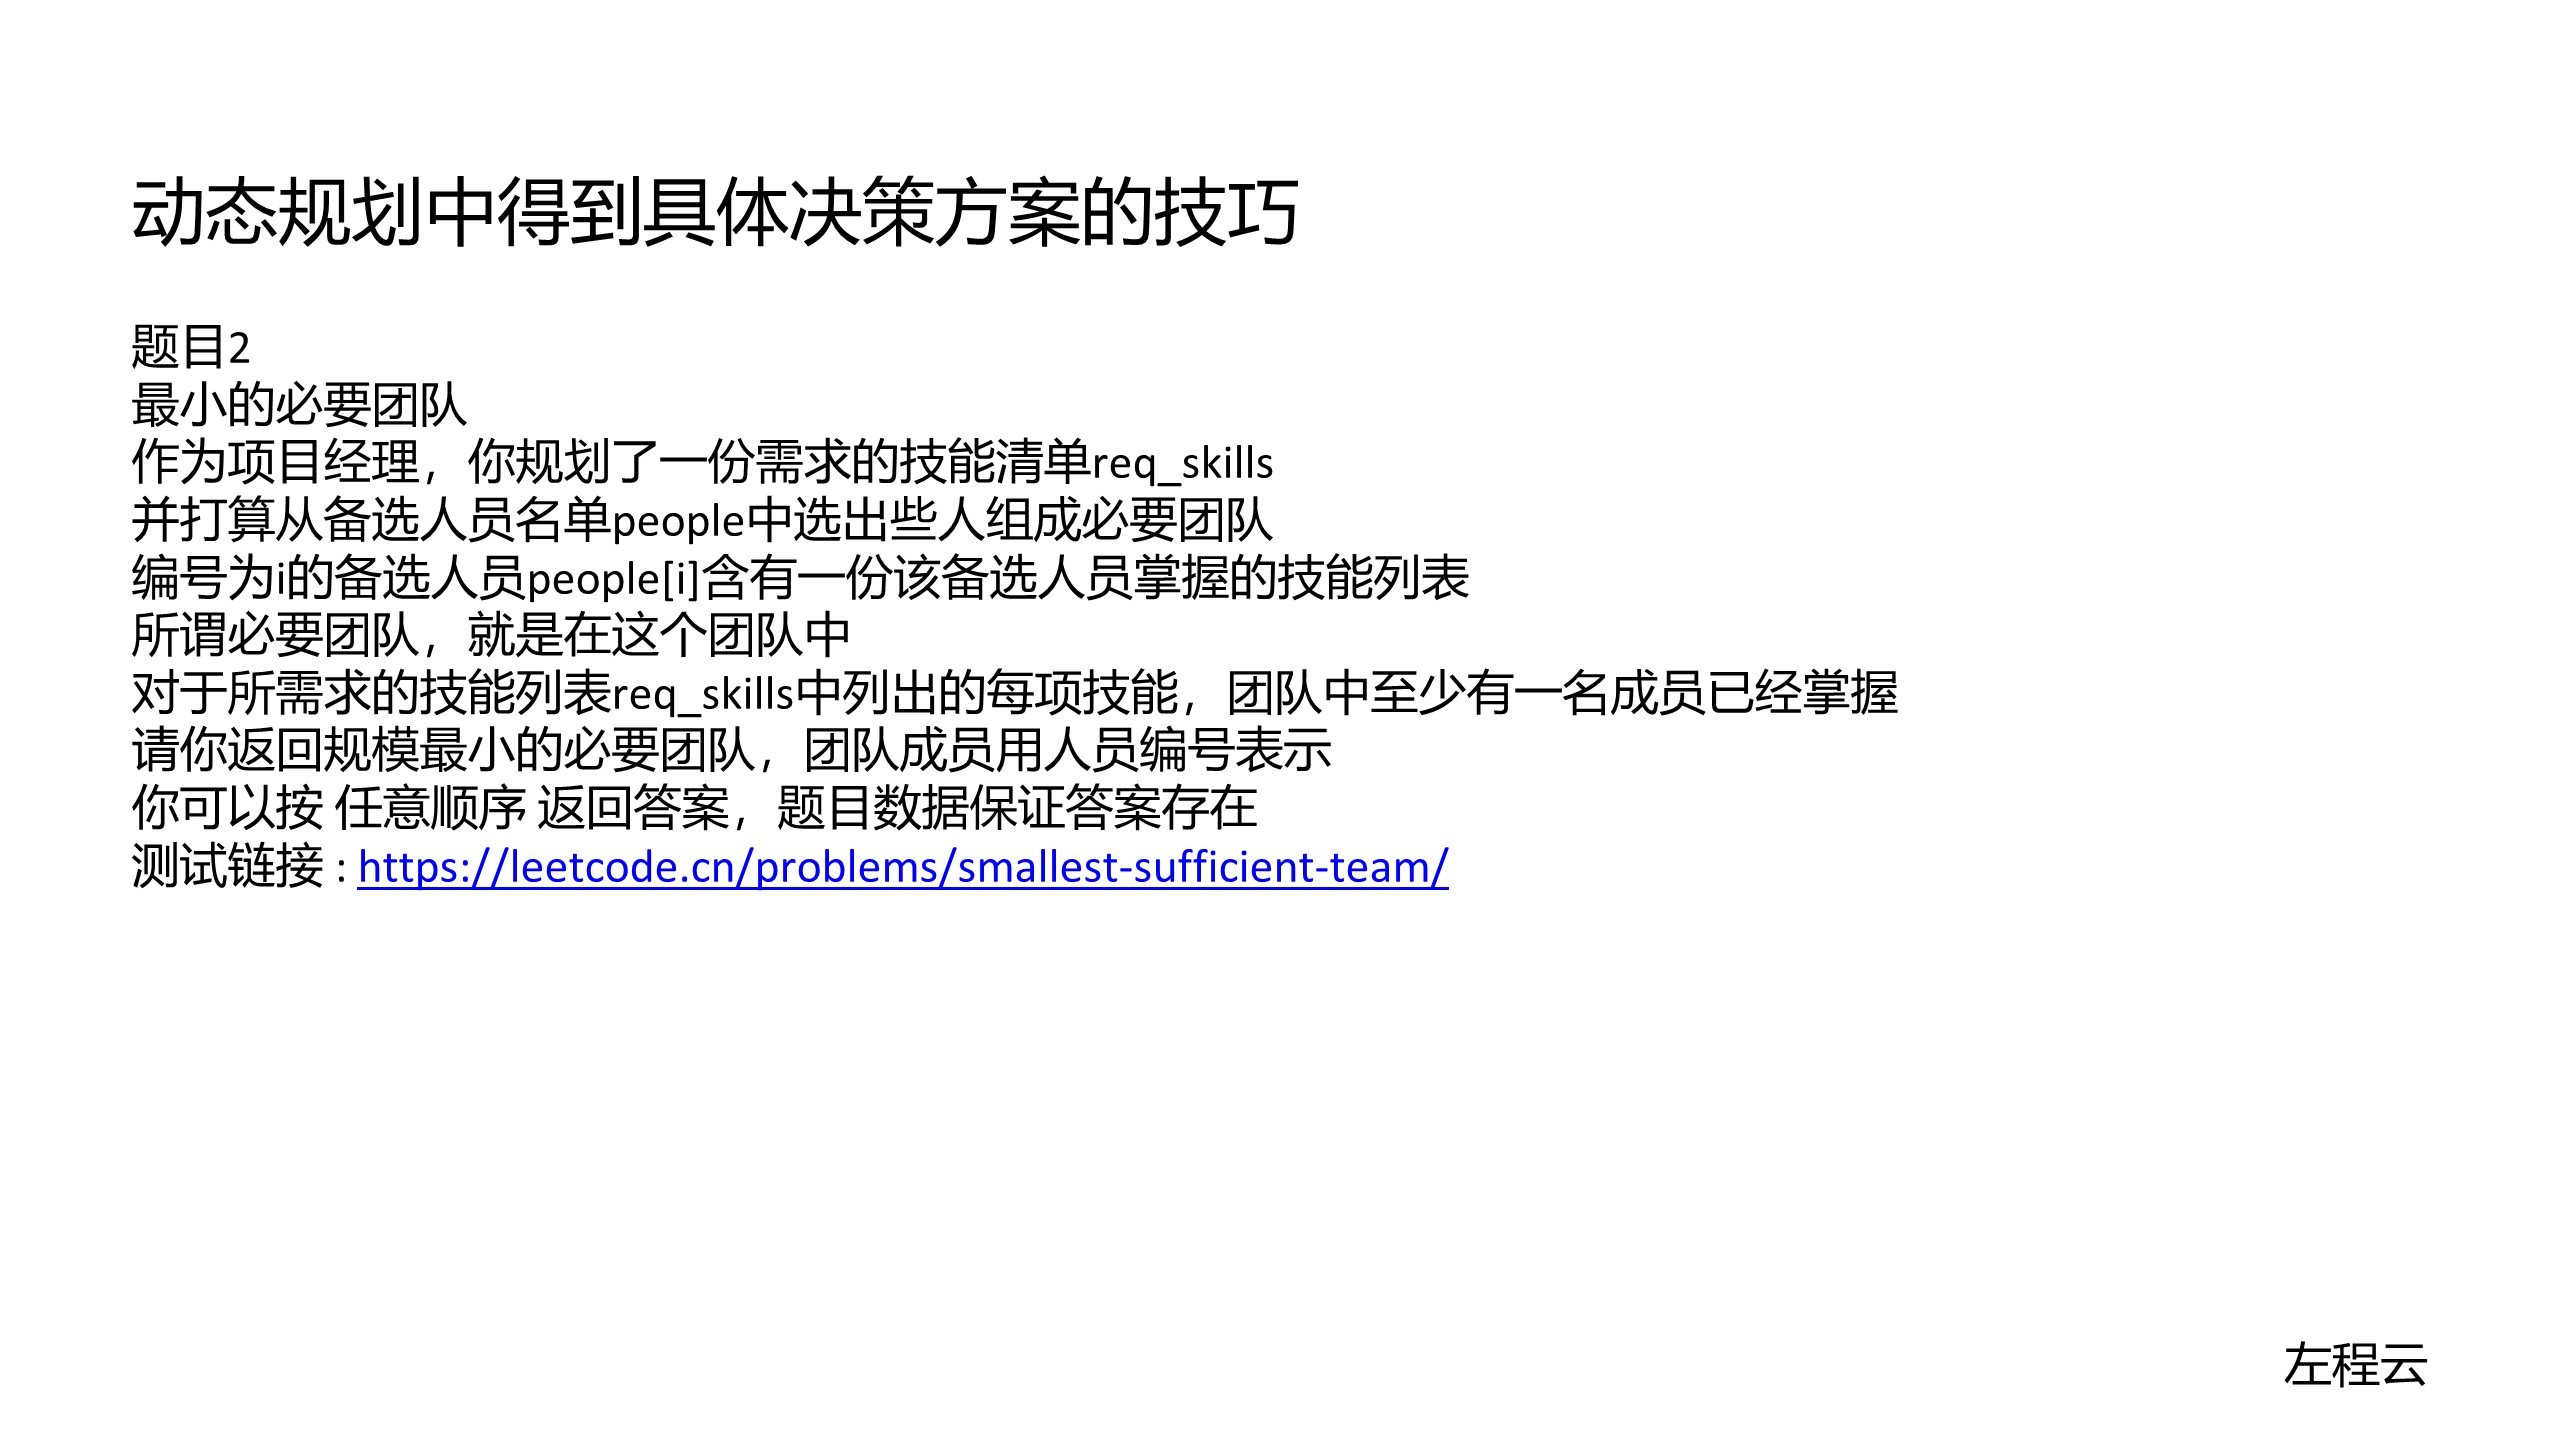 动态规划中得到具体决策方案的技巧
题目2
最小的必要团队
作为项目经理，你规划了一份需求的技能清单req_skills
并打算从备选人员名单people中选出些人组成必要团队
编号为i的备选人员people[i]含有一份该备选人员掌握的技能列表
所谓必要团队，就是在这个团队中
对于所需求的技能列表req_skills中列出的每项技能，团队中至少有一名成员已经掌握
请你返回规模最小的必要团队，团队成员用人员编号表示
你可以按 任意顺序 返回答案，题目数据保证答案存在
测试链接 : https://leetcode.cn/problems/smallest-sufficient-team/
左程云